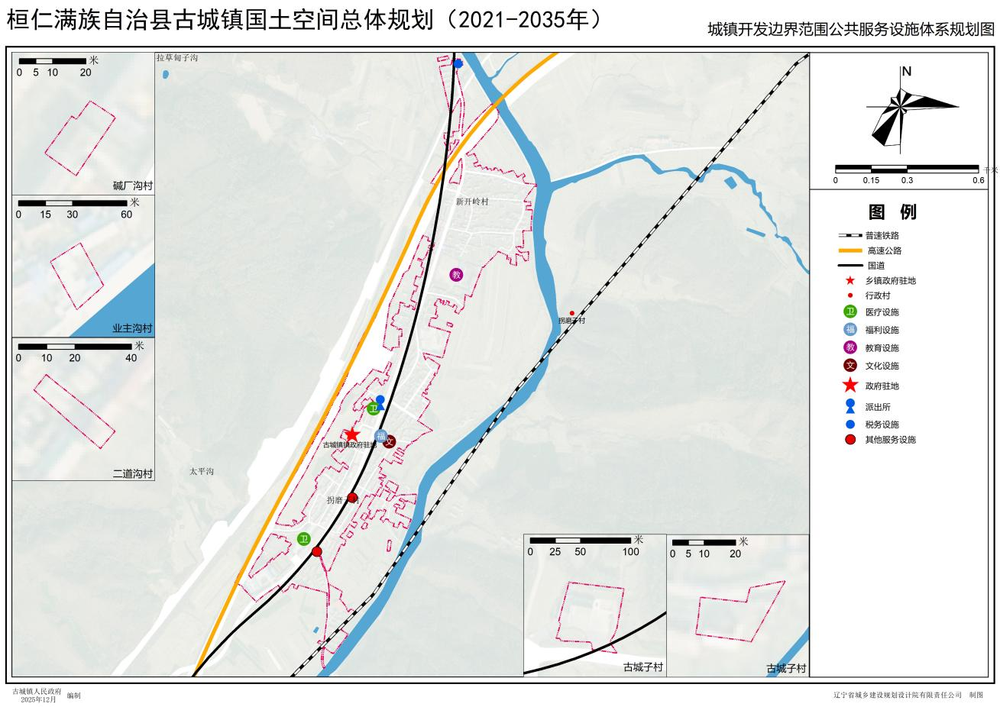 桓仁满族自治县古城镇国土空间总体规划（2021-2035年）
城镇开发边界范围公共服务设施体系规划图
米
0 5 10 20
碱厂沟村
米
0 15 30 60
业主沟村
米
0 10 20 40
二道沟村
拉草甸子沟
新开岭村
教
拐磨子村
卫
福
文
古城镇镇政府驻地
太平沟
拐磨子村
卫
米
0 25 50 100
古城子村
米
0 5 10 20
古城子村
N
千米
0 0.15 0.3 0.6
图 例
普速铁路
高速公路
国道
乡镇政府驻地
行政村
卫 医疗设施
福 福利设施
教 教育设施
文 文化设施
政府驻地
派出所
税务设施
其他服务设施
古城镇人民政府
2025年12月 编制
辽宁省城乡建设规划设计院有限责任公司 制图